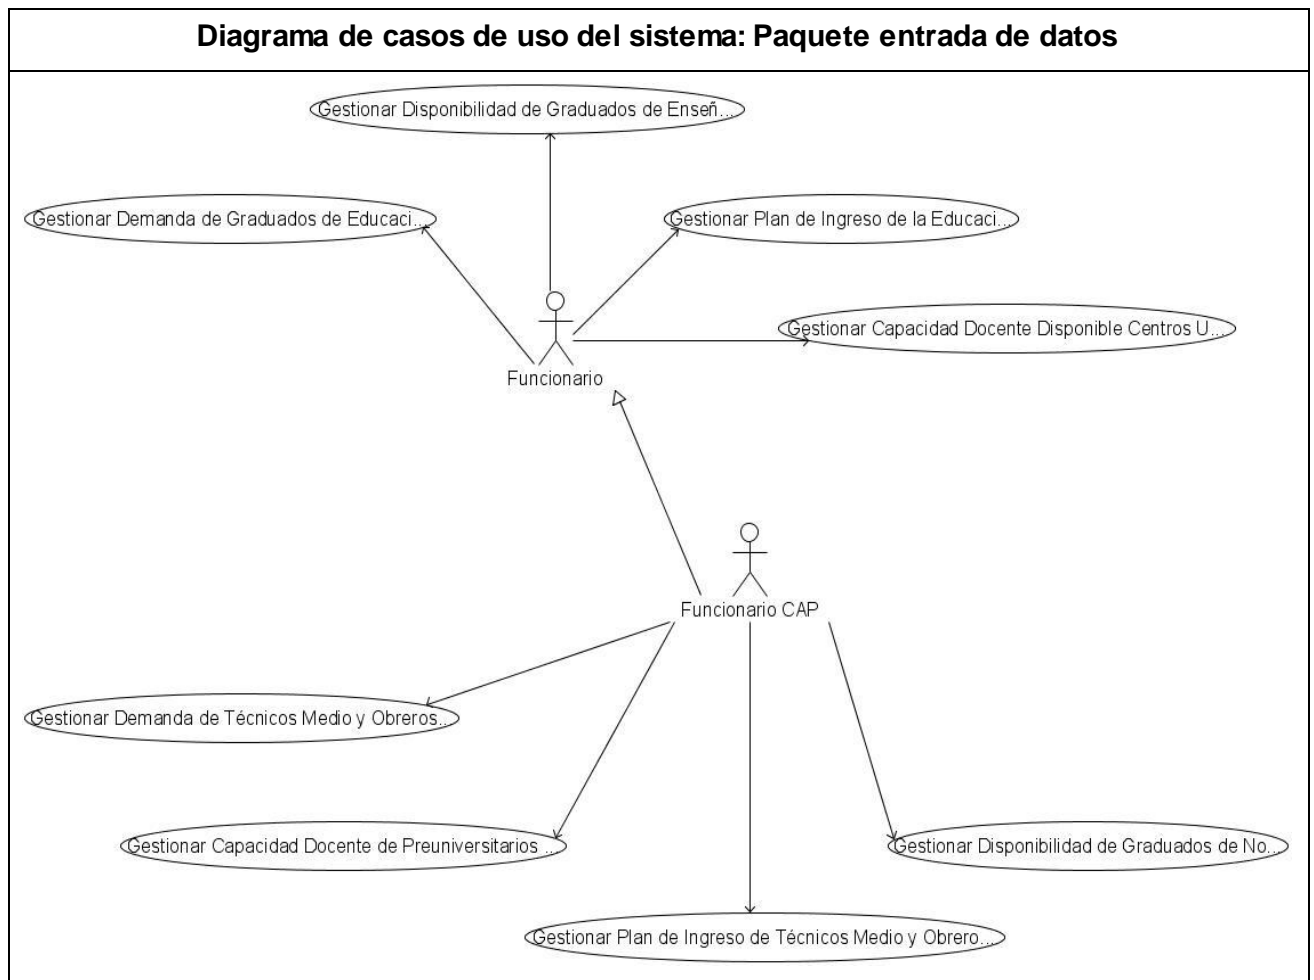 Diagrama de casos de uso del sistema: Paquete entrada de datos
Gestionar Disponibilidad de Graduados de Enseñ...
Gestionar Demanda de Graduados de Educaci...
Gestionar Plan de Ingreso de la Educaci...
Gestionar Capacidad Docente Disponible Centros U...
Funcionario
Funcionario CAP
Gestionar Demanda de Técnicos Medio y Obreros...
Gestionar Capacidad Docente de Preuniversitarios ...
Gestionar Disponibilidad de Graduados de No...
Gestionar Plan de Ingreso de Técnicos Medio y Obrero...